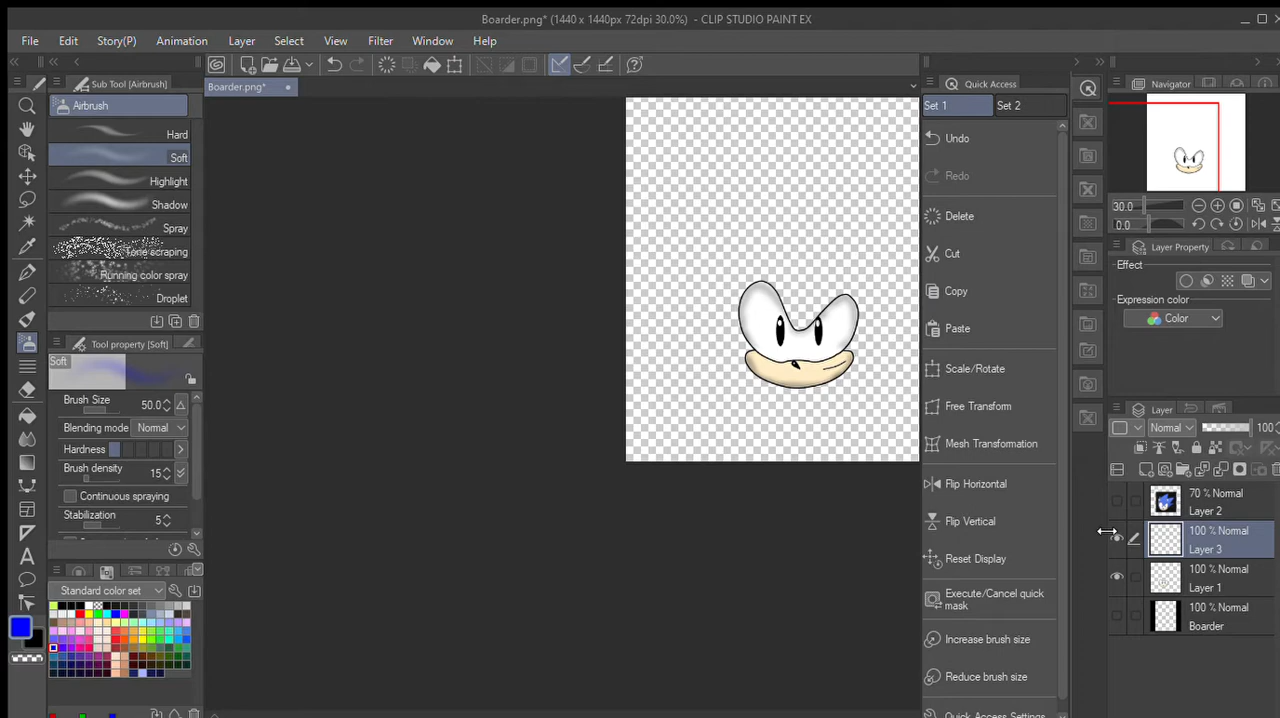 Boarder.png* (1440 x 1440px 72dpi 30.0%) - CLIP STUDIO PAINT EX
File Edit Story(P) Animation Layer Select View Filter Window Help
Sub Tool [Airbrush]
Airbrush
Hard
Soft
Highlight
Shadow
Spray
Tone scraping
Running color spray
Droplet
Tool property [Soft]
Soft
Brush Size 50.0
Blending mode Normal
Hardness
Brush density 15
Continuous spraying
Stabilization 5
Standard color set
Boarder.png*
Quick Access
Set 1 Set 2
Undo
Redo
Delete
Cut
Copy
Paste
Scale/Rotate
Free Transform
Mesh Transformation
Flip Horizontal
Flip Vertical
Reset Display
Execute/Cancel quick
mask
Increase brush size
Reduce brush size
Quick Access Settings
Navigator
30.0
0.0
Layer Property
Effect
Expression color
Color
Layer
Normal 100
70 % Normal
Layer 2
100 % Normal
Layer 3
100 % Normal
Layer 1
100 % Normal
Boarder